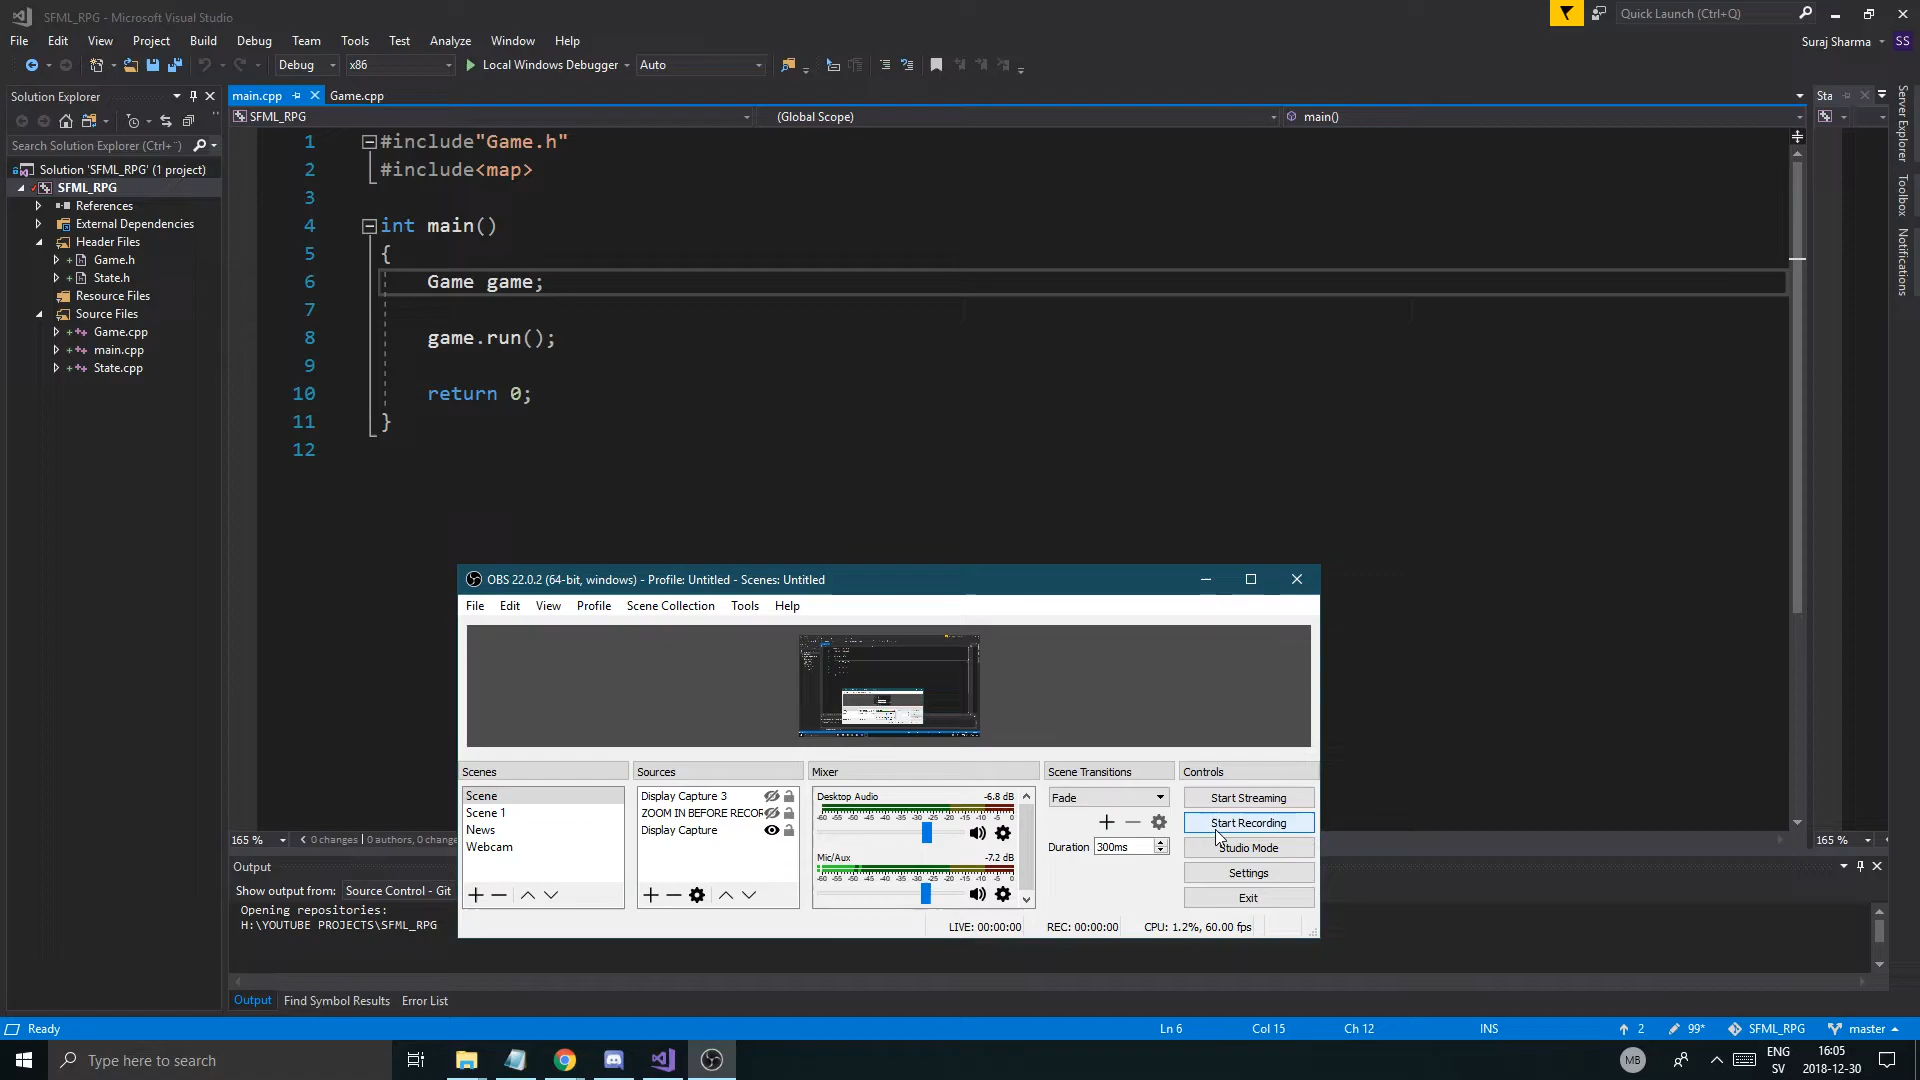 SFML_RPG - Microsoft Visual Studio
Quick Launch (Ctrl+Q)
File Edit View Project Build Debug Team Tools Test Analyze Window Help
Suraj Sharma SS
Debug x86 Local Windows Debugger Auto
Solution Explorer
main.cpp Game.cpp
Sta
SFML_RPG (Global Scope) main()
Search Solution Explorer (Ctrl+¨)
Solution 'SFML_RPG' (1 project)
SFML_RPG
References
External Dependencies
Header Files
Game.h
State.h
Resource Files
Source Files
Game.cpp
main.cpp
State.cpp
1 #include"Game.h"
2 #include<map>
3
4 int main()
5 {
6 Game game;
7
8 game.run();
9
10 return 0;
11 }
12
Server Explorer
Toolbox
Notifications
OBS 22.0.2 (64-bit, windows) - Profile: Untitled - Scenes: Untitled
File Edit View Profile Scene Collection Tools Help
Scenes Sources Mixer Scene Transitions Controls
Scene
Scene 1
News
Webcam
Display Capture 3
ZOOM IN BEFORE RECOR
Display Capture
Desktop Audio -6.8 dB
-60 -55 -50 -45 -40 -35 -30 -25 -20 -15 -10 -5 0
Mic/Aux -7.2 dB
-60 -55 -50 -45 -40 -35 -30 -25 -20 -15 -10 -5 0
Fade
Duration 300ms
Start Streaming
Start Recording
Studio Mode
Settings
Exit
LIVE: 00:00:00 REC: 00:00:00 CPU: 1.2%, 60.00 fps
165 % 0 changes | 0 authors, 0 change
165 %
Output
Show output from: Source Control - Git
Opening repositories:
H:\YOUTUBE PROJECTS\SFML_RPG
Output Find Symbol Results Error List
Ready Ln 6 Col 15 Ch 12 INS 2 99* SFML_RPG master
Type here to search
MB
ENG
SV
16:05
2018-12-30